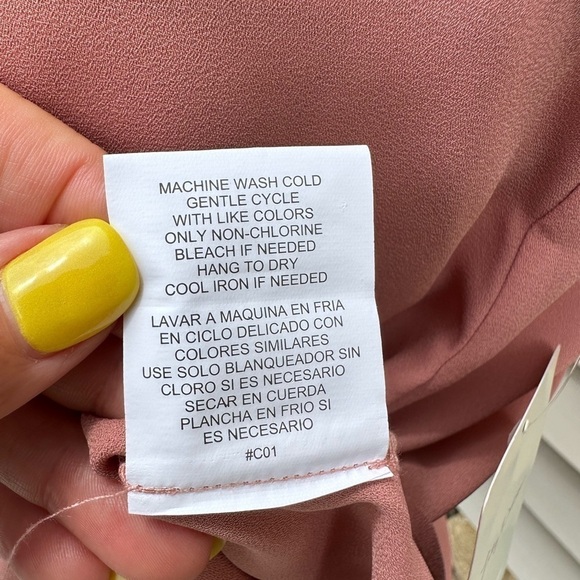 MACHINE WASH COLD
GENTLE CYCLE
WITH LIKE COLORS
ONLY NON-CHLORINE
BLEACH IF NEEDED
HANG TO DRY
COOL IRON IF NEEDED
LAVAR A MAQUINA EN FRIA
EN CICLO DELICADO CON
COLORES SIMILARES
USE SOLO BLANQUEADOR SIN
CLORO SI ES NECESARIO
SECAR EN CUERDA
PLANCHA EN FRIO SI
ES NECESARIO
#C01